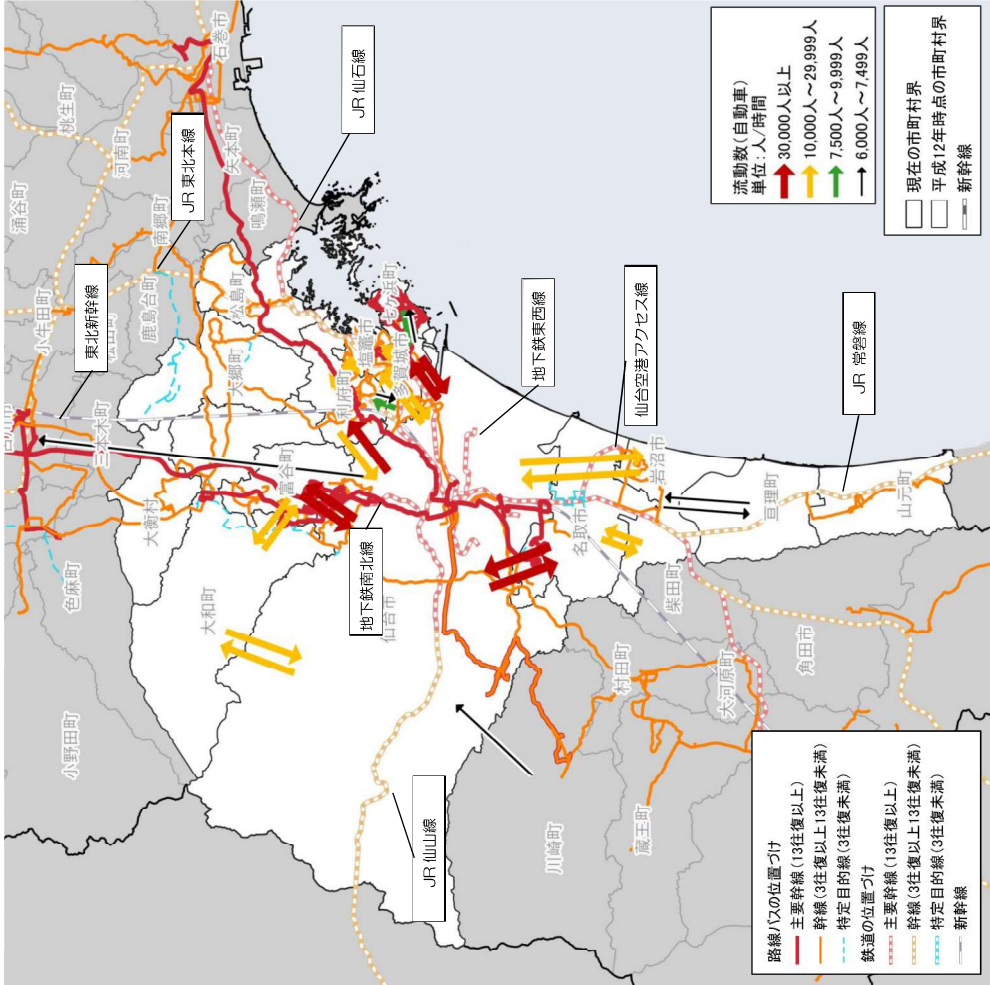 涌谷町
桃生町
石巻市
河南町
JR 仙石線
小牛田町
南郷町
JR 東北本線
矢本町
鳴瀬町
東北新幹線
鹿島台町
松島町
三本木町
大郷町
塩竈市
七ヶ浜町
利府町
多賀城市
大衡村
富谷町
色麻町
大和町
地下鉄東西線
仙台空港アクセス線
JR 常磐線
地下鉄南北線
仙台市
名取市
岩沼市
亘理町
山元町
小野田町
柴田町
村田町
角田市
大河原町
JR 仙山線
川崎町
蔵王町
流動数(自動車)
単位:人/時間
30,000人以上
10,000人~29,999人
7,500人~9,999人
6,000人~7,499人
現在の市町村界
平成12年時点の市町村界
新幹線
路線バスの位置づけ
主要幹線(13往復以上)
幹線(3往復以上13往復未満)
特定目的線(3往復未満)
鉄道の位置づけ
主要幹線(13往復以上)
幹線(3往復以上13往復未満)
特定目的線(3往復未満)
新幹線